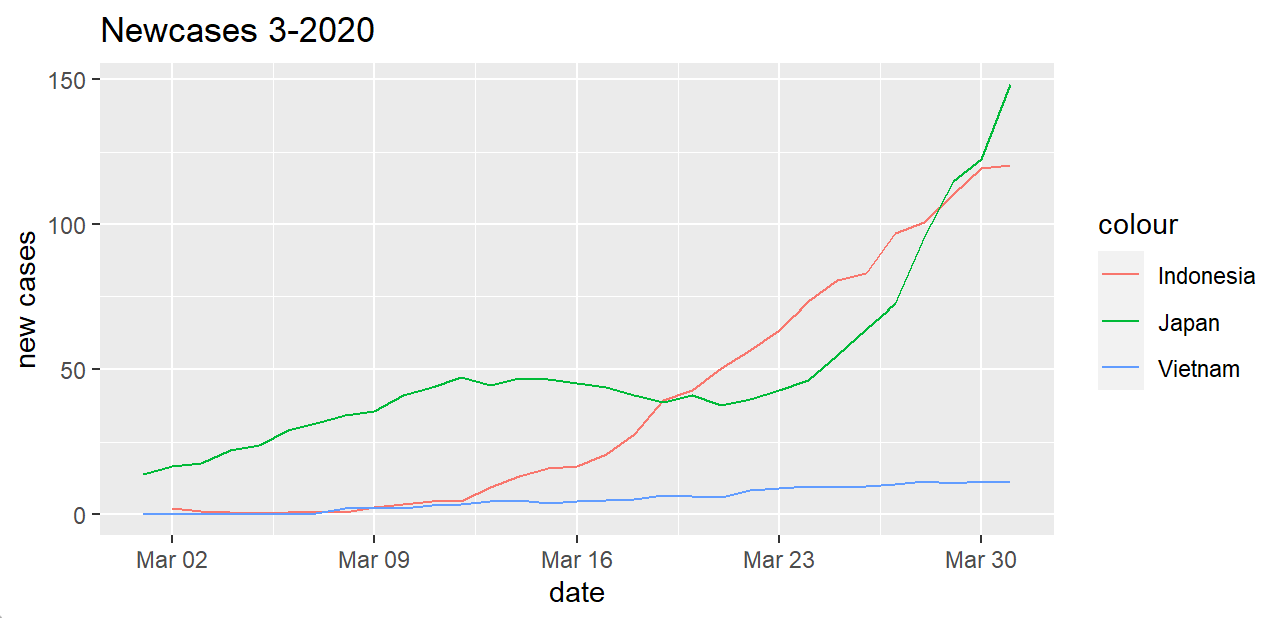 Newcases 3-2020
150
100
50
0
new cases
Mar 02 Mar 09 Mar 16 Mar 23 Mar 30
date
colour
Indonesia
Japan
Vietnam